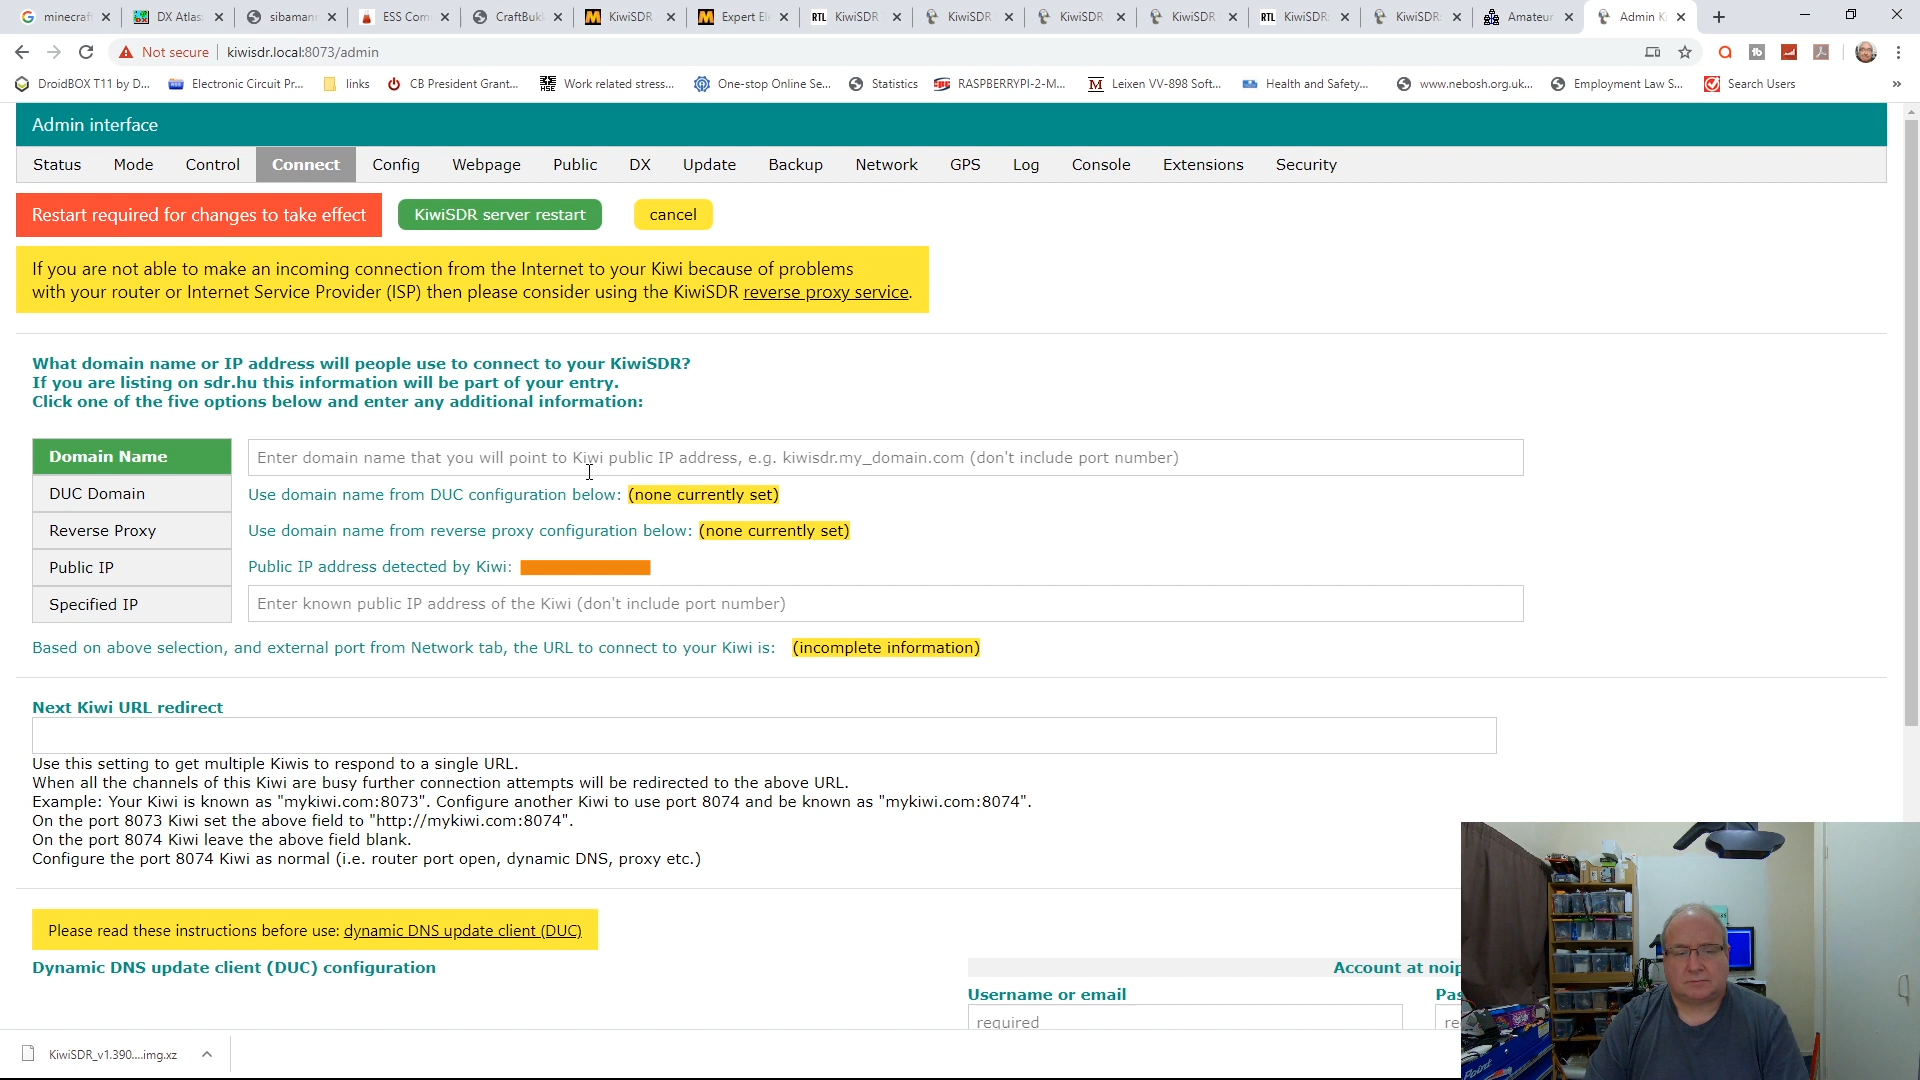 minecraft
DX Atlas
sibamann
ESS Com
CraftBuk
KiwiSDR
Expert Ele
KiwiSDR
KiwiSDR
KiwiSDR
KiwiSDR
KiwiSDR:
KiwiSDR:
Amateur
Admin K
Not secure
kiwisdr.local:8073/admin
DroidBOX T11 by D...
Electronic Circuit Pr...
links
CB President Grant...
Work related stress...
One-stop Online Se...
Statistics
RASPBERRYPI-2-M...
Leixen VV-898 Soft...
Health and Safety...
www.nebosh.org.uk...
Employment Law S...
Search Users
»
Admin interface
Status
Mode
Control
Connect
Config
Webpage
Public
DX
Update
Backup
Network
GPS
Log
Console
Extensions
Security
Restart required for changes to take effect
KiwiSDR server restart
cancel
If you are not able to make an incoming connection from the Internet to your Kiwi because of problems
with your router or Internet Service Provider (ISP) then please consider using the KiwiSDR reverse proxy service.
What domain name or IP address will people use to connect to your KiwiSDR?
If you are listing on sdr.hu this information will be part of your entry.
Click one of the five options below and enter any additional information:
Domain Name
Enter domain name that you will point to Kiwi public IP address, e.g. kiwisdr.my_domain.com (don't include port number)
DUC Domain
Use domain name from DUC configuration below: (none currently set)
Reverse Proxy
Use domain name from reverse proxy configuration below: (none currently set)
Public IP
Public IP address detected by Kiwi:
Specified IP
Enter known public IP address of the Kiwi (don't include port number)
Based on above selection, and external port from Network tab, the URL to connect to your Kiwi is: (incomplete information)
Next Kiwi URL redirect
Use this setting to get multiple Kiwis to respond to a single URL.
When all the channels of this Kiwi are busy further connection attempts will be redirected to the above URL.
Example: Your Kiwi is known as "mykiwi.com:8073". Configure another Kiwi to use port 8074 and be known as "mykiwi.com:8074".
On the port 8073 Kiwi set the above field to "http://mykiwi.com:8074".
On the port 8074 Kiwi leave the above field blank.
Configure the port 8074 Kiwi as normal (i.e. router port open, dynamic DNS, proxy etc.)
Please read these instructions before use: dynamic DNS update client (DUC)
Dynamic DNS update client (DUC) configuration
Account at noip
Username or email
Pas
required
re
KiwiSDR_v1.390....img.xz